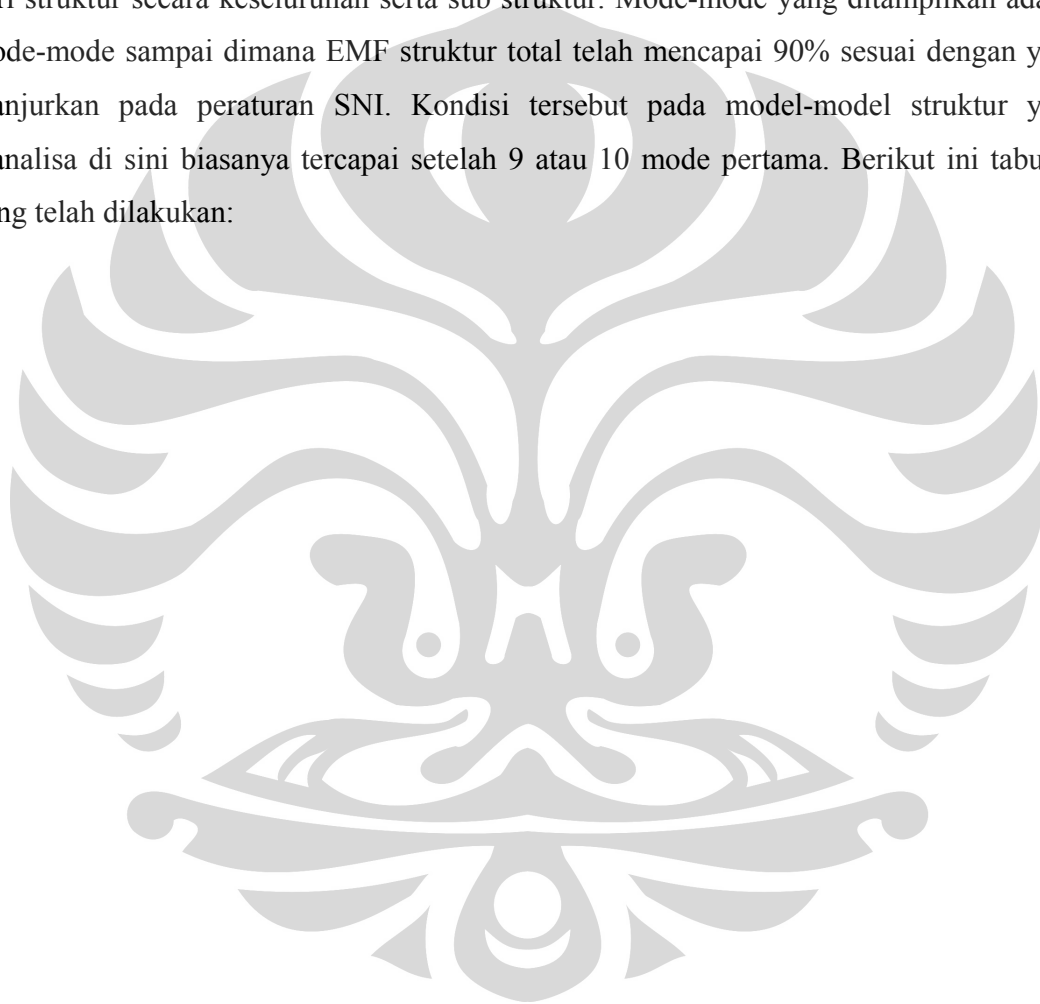 struktur secara keseluruhan serta sub struktur. Mode-mode yang ditampilkan
ode-mode sampai dimana EMF struktur total telah mencapai 90% sesuai dengan y
anjurkan pada peraturan SNI. Kondisi tersebut pada model-model struktur y
analisa di sini biasanya tercapai setelah 9 atau 10 mode pertama. Berikut ini tabu
ng telah dilakukan: